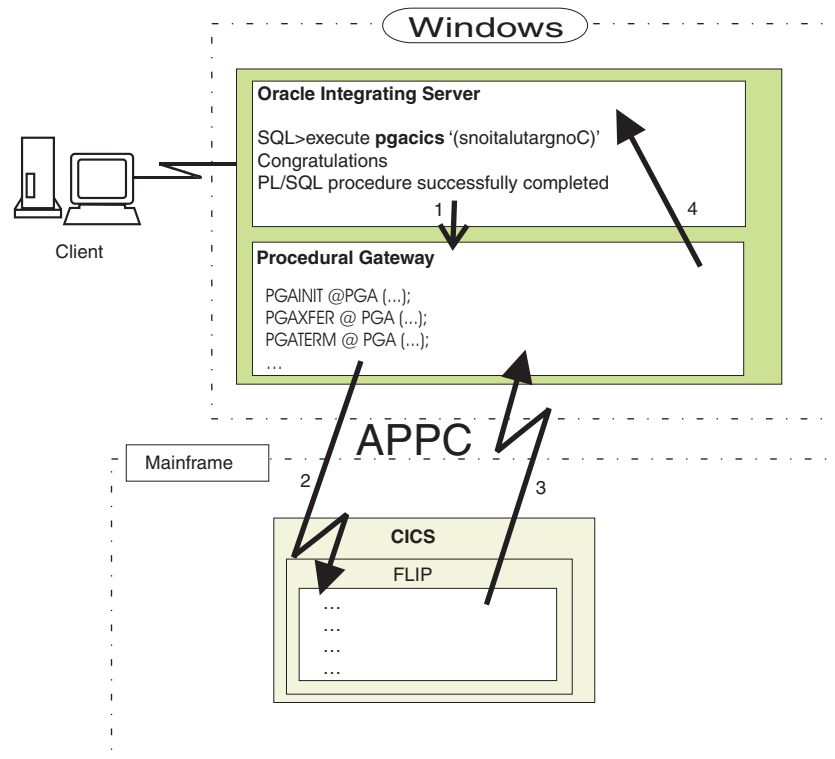 Windows
Oracle Integrating Server
SQL>execute pgacics '(snoitalutargnoC)'
Congratulations
PL/SQL procedure successfully completed
1
4
Client
Procedural Gateway
PGAINIT @PGA (...);
PGAXFER @ PGA (...);
PGATERM @ PGA (...);
...
APPC
Mainframe
2
3
CICS
FLIP
...
...
...
...